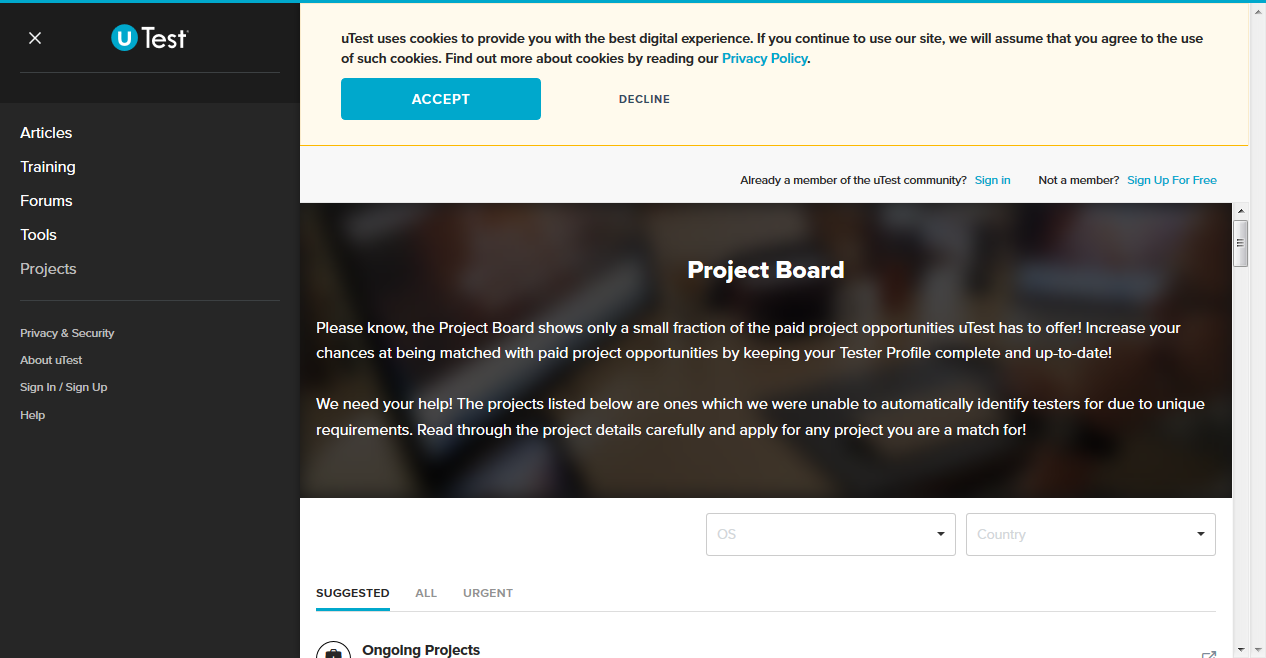 uTest
Articles
Training
Forums
Tools
Projects
Privacy & Security
About uTest
Sign In / Sign Up
Help
uTest uses cookies to provide you with the best digital experience. If you continue to use our site, we will assume that you agree to the use
of such cookies. Find out more about cookies by reading our Privacy Policy.
ACCEPT
DECLINE
Already a member of the uTest community? Sign in Not a member? Sign Up For Free
Project Board
Please know, the Project Board shows only a small fraction of the paid project opportunities uTest has to offer! Increase your
chances at being matched with paid project opportunities by keeping your Tester Profile complete and up-to-date!
We need your help! The projects listed below are ones which we were unable to automatically identify testers for due to unique
requirements. Read through the project details carefully and apply for any project you are a match for!
OS
Country
SUGGESTED ALL URGENT
Ongoing Projects